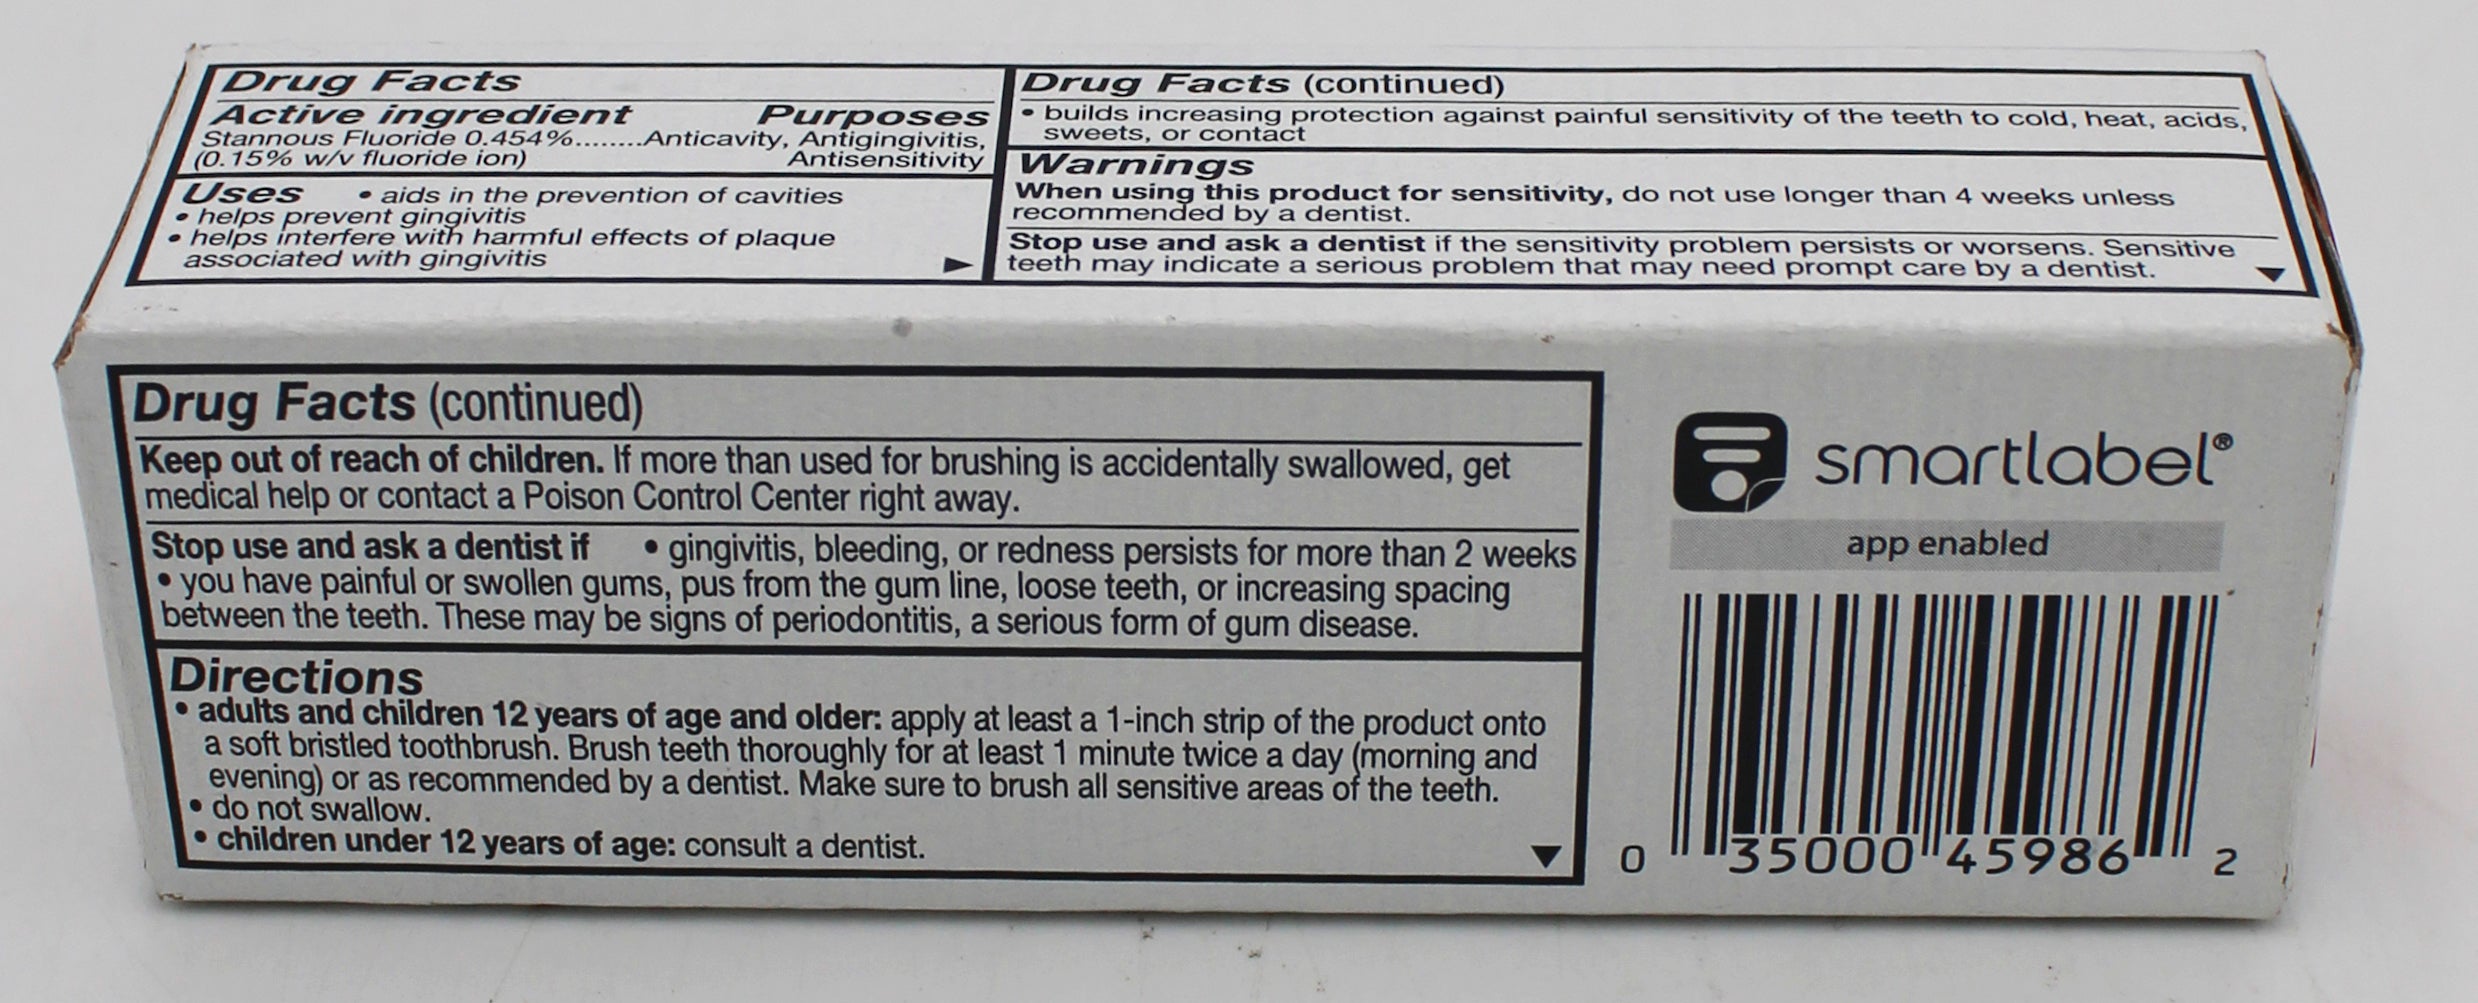 Drug Facts
Active ingredient Purposes
Stannous Fluoride 0.454%........Anticavity, Antigingivitis,
(0.15% w/v fluoride ion) Antisensitivity
Uses • aids in the prevention of cavities
• helps prevent gingivitis
• helps interfere with harmful effects of plaque
associated with gingivitis
Drug Facts (continued)
• builds increasing protection against painful sensitivity of the teeth to cold, heat, acids,
sweets, or contact
Warnings
When using this product for sensitivity, do not use longer than 4 weeks unless
recommended by a dentist.
Stop use and ask a dentist if the sensitivity problem persists or worsens. Sensitive
teeth may indicate a serious problem that may need prompt care by a dentist.
Drug Facts (continued)
Keep out of reach of children. If more than used for brushing is accidentally swallowed, get
medical help or contact a Poison Control Center right away.
Stop use and ask a dentist if • gingivitis, bleeding, or redness persists for more than 2 weeks
• you have painful or swollen gums, pus from the gum line, loose teeth, or increasing spacing
between the teeth. These may be signs of periodontitis, a serious form of gum disease.
Directions
• adults and children 12 years of age and older: apply at least a 1-inch strip of the product onto
a soft bristled toothbrush. Brush teeth thoroughly for at least 1 minute twice a day (morning and
evening) or as recommended by a dentist. Make sure to brush all sensitive areas of the teeth.
• do not swallow.
• children under 12 years of age: consult a dentist.
smartlabel®
app enabled
0 35000 45986 2